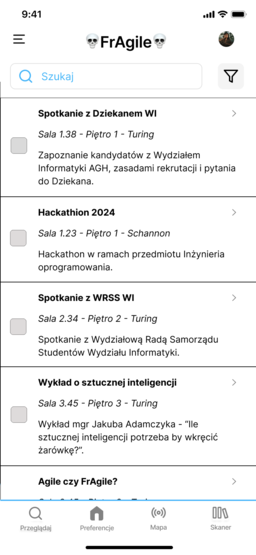 9:41
💀FrAgile💀
Szukaj
Spotkanie z Dziekanem WI
Sala 1.38 - Piętro 1 - Turing
Zapoznanie kandydatów z Wydziałem
Informatyki AGH, zasadami rekrutacji i pytania
do Dziekana.
Hackathion 2024
Sala 1.23 - Piętro 1 - Schannon
Hackathon w ramach przedmiotu Inżynieria
oprogramowania.
Spotkanie z WRSS WI
Sala 2.34 - Piętro 2 - Turing
Spotkanie z Wydziałową Radą Samorządu
Studentów Wydziału Informatyki.
Wykład o sztucznej inteligencji
Sala 3.45 - Piętro 3 - Turing
Wykład mgr Jakuba Adamczyka - "Ile
sztucznej inteligencji potrzeba by wkręcić
żarówkę?".
Agile czy FrAgile?
Przeglądaj Preferencje Mapa Skaner